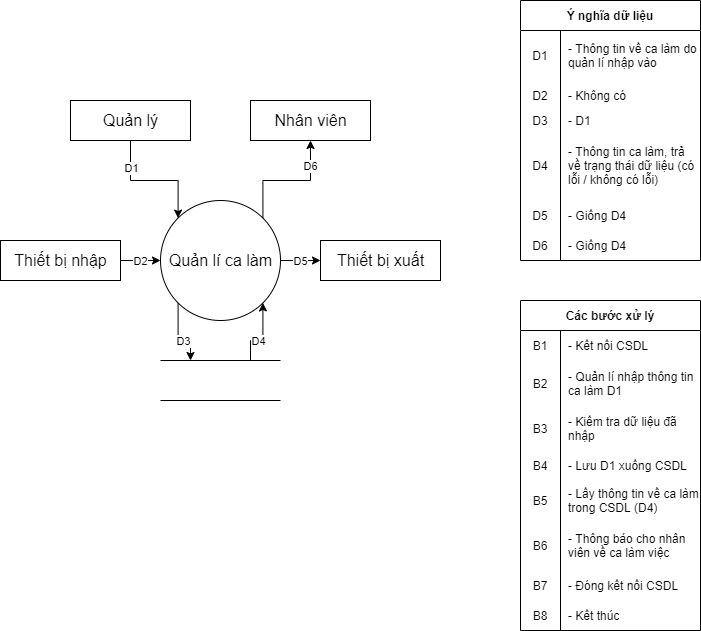 Quản lý
Nhân viên
D1
D6
Thiết bị nhập
D2
Quản lí ca làm
D5
Thiết bị xuất
D3
D4
Ý nghĩa dữ liệu
D1
- Thông tin về ca làm do
quản lí nhập vào
D2
- Không có
D3
- D1
D4
- Thông tin ca làm, trả
về trạng thái dữ liệu (có
lỗi / không có lỗi)
D5
- Giống D4
D6
- Giống D4
Các bước xử lý
B1
- Kết nối CSDL
B2
- Quản lí nhập thông tin
ca làm D1
B3
- Kiểm tra dữ liệu đã
nhập
B4
- Lưu D1 xuống CSDL
B5
- Lấy thông tin về ca làm
trong CSDL (D4)
B6
- Thông báo cho nhân
viên về ca làm việc
B7
- Đóng kết nối CSDL
B8
- Kết thúc